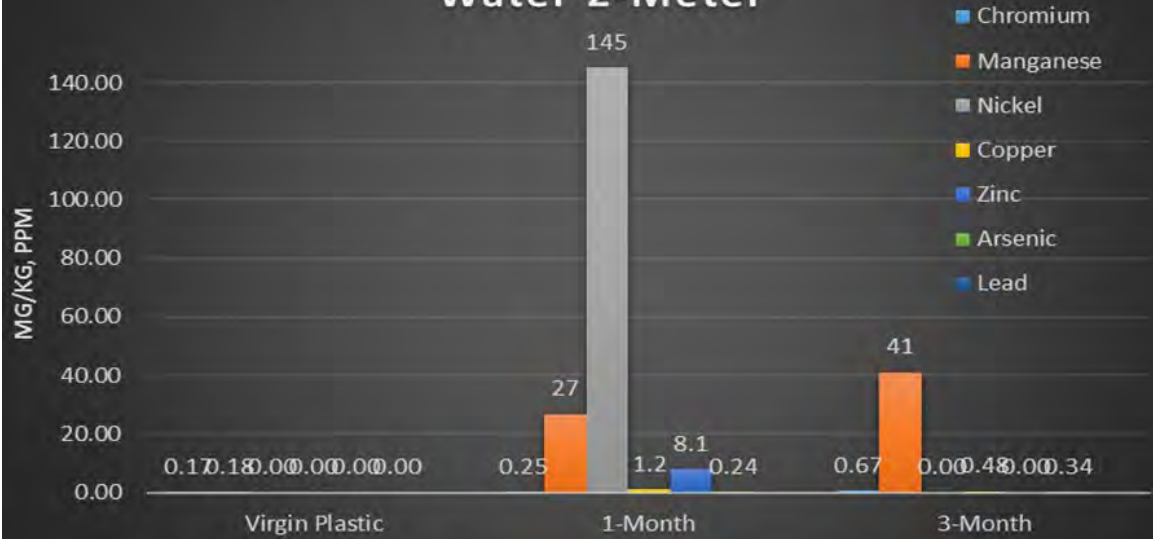 Water 2-Meter
Chromium
Manganese
Nickel
Copper
Zinc
Arsenic
Lead
MG/KG, PPM
140.00
120.00
100.00
80.00
60.00
40.00
20.00
0.00
0.17 0.18 0.00 0.00 0.00 0.00
0.25 27 145 1.2 8.1 0.24
0.67 41 0.00 0.48 0.00 0.34
Virgin Plastic
1-Month
3-Month